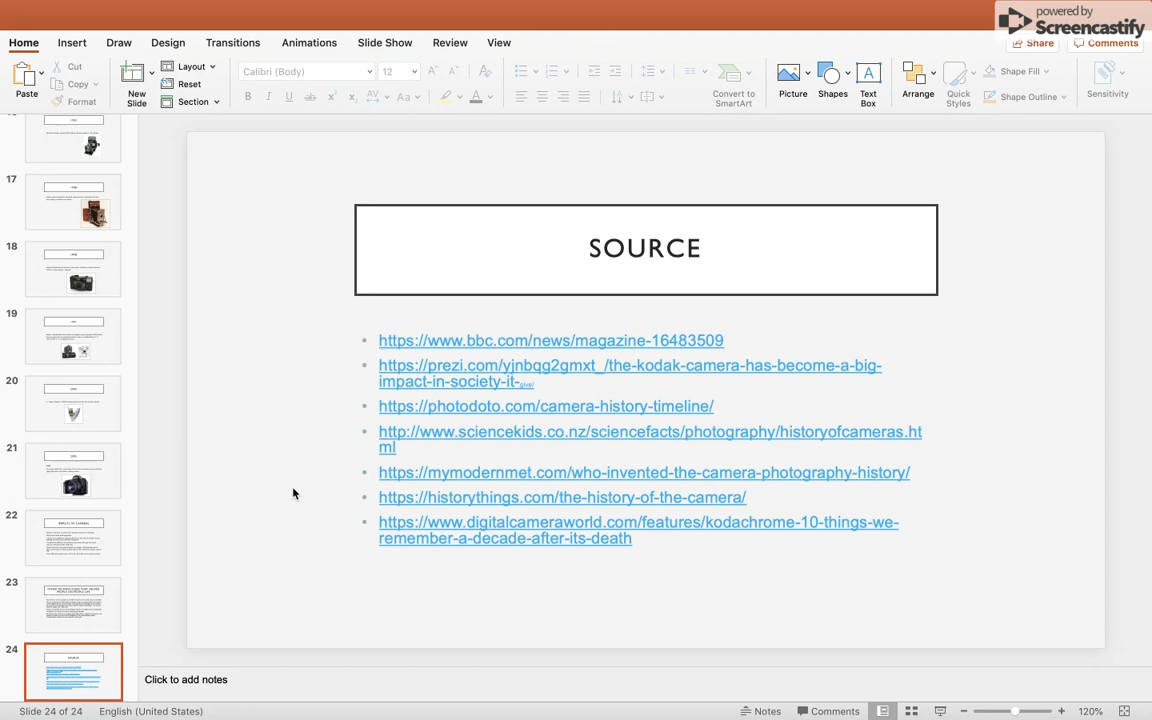 powered by
Screencastify
Home Insert Draw Design Transitions Animations Slide Show Review View Share Comments
Paste Cut Copy Format
New Slide Layout Reset Section
Calibri (Body) 12
Convert to SmartArt
Picture Shapes Text Box Arrange Quick Styles Shape Fill Shape Outline Sensitivity
17
18
19
20
21
22
23
24
SOURCE
• https://www.bbc.com/news/magazine-16483509
• https://prezi.com/yjnbqg2gmxt_/the-kodak-camera-has-become-a-big-
impact-in-society-it-give/
• https://photodoto.com/camera-history-timeline/
• http://www.sciencekids.co.nz/sciencefacts/photography/historyofcameras.ht
ml
• https://mymodernmet.com/who-invented-the-camera-photography-history/
• https://historythings.com/the-history-of-the-camera/
• https://www.digitalcameraworld.com/features/kodachrome-10-things-we-
remember-a-decade-after-its-death
Click to add notes
Slide 24 of 24 English (United States) Notes Comments 120%